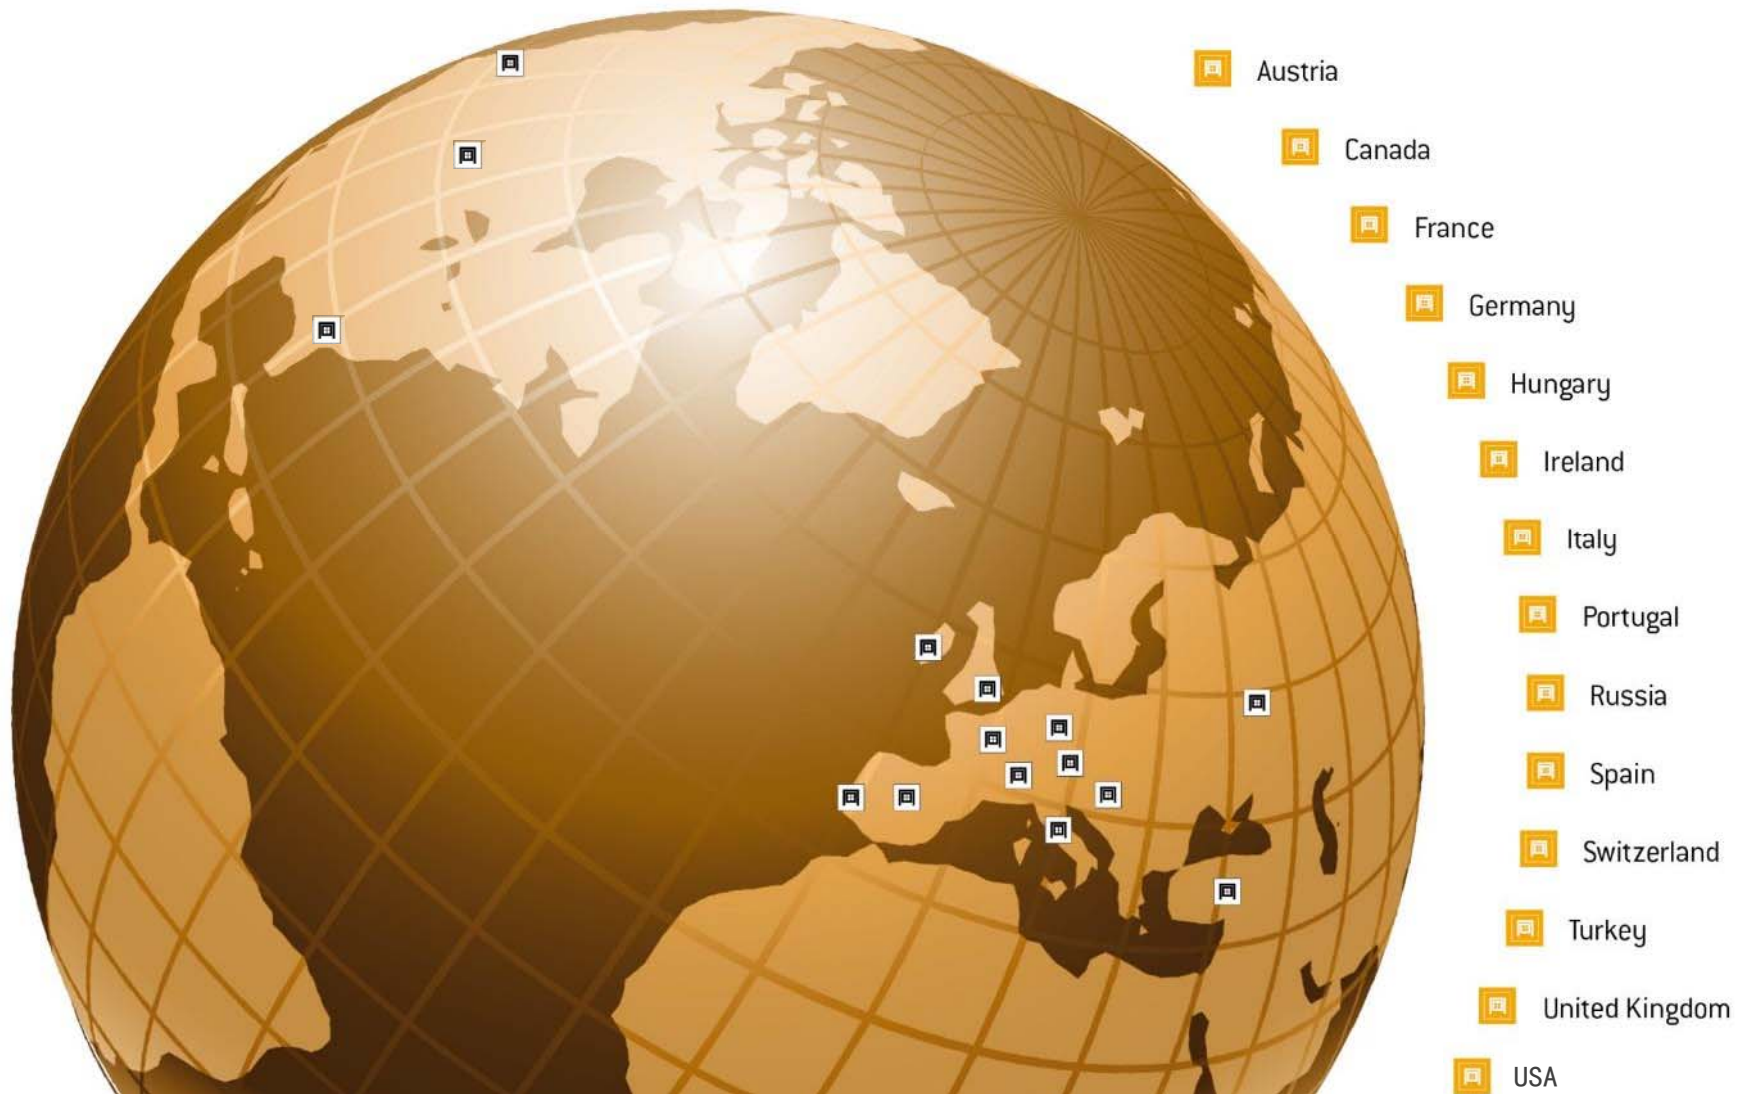 Austria
Canada
France
Germany
Hungary
Ireland
Italy
Portugal
Russia
Spain
Switzerland
Turkey
United Kingdom
USA